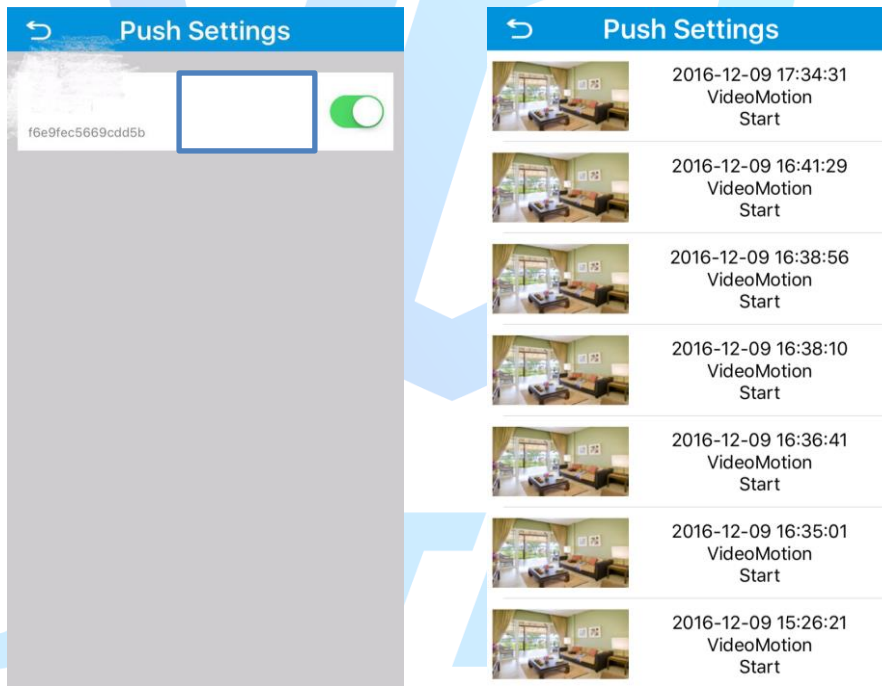 Push Settings
f6e9fec5669cdd5b
Push Settings
2016-12-09 17:34:31
VideoMotion
Start
2016-12-09 16:41:29
VideoMotion
Start
2016-12-09 16:38:56
VideoMotion
Start
2016-12-09 16:38:10
VideoMotion
Start
2016-12-09 16:36:41
VideoMotion
Start
2016-12-09 16:35:01
VideoMotion
Start
2016-12-09 15:26:21
VideoMotion
Start